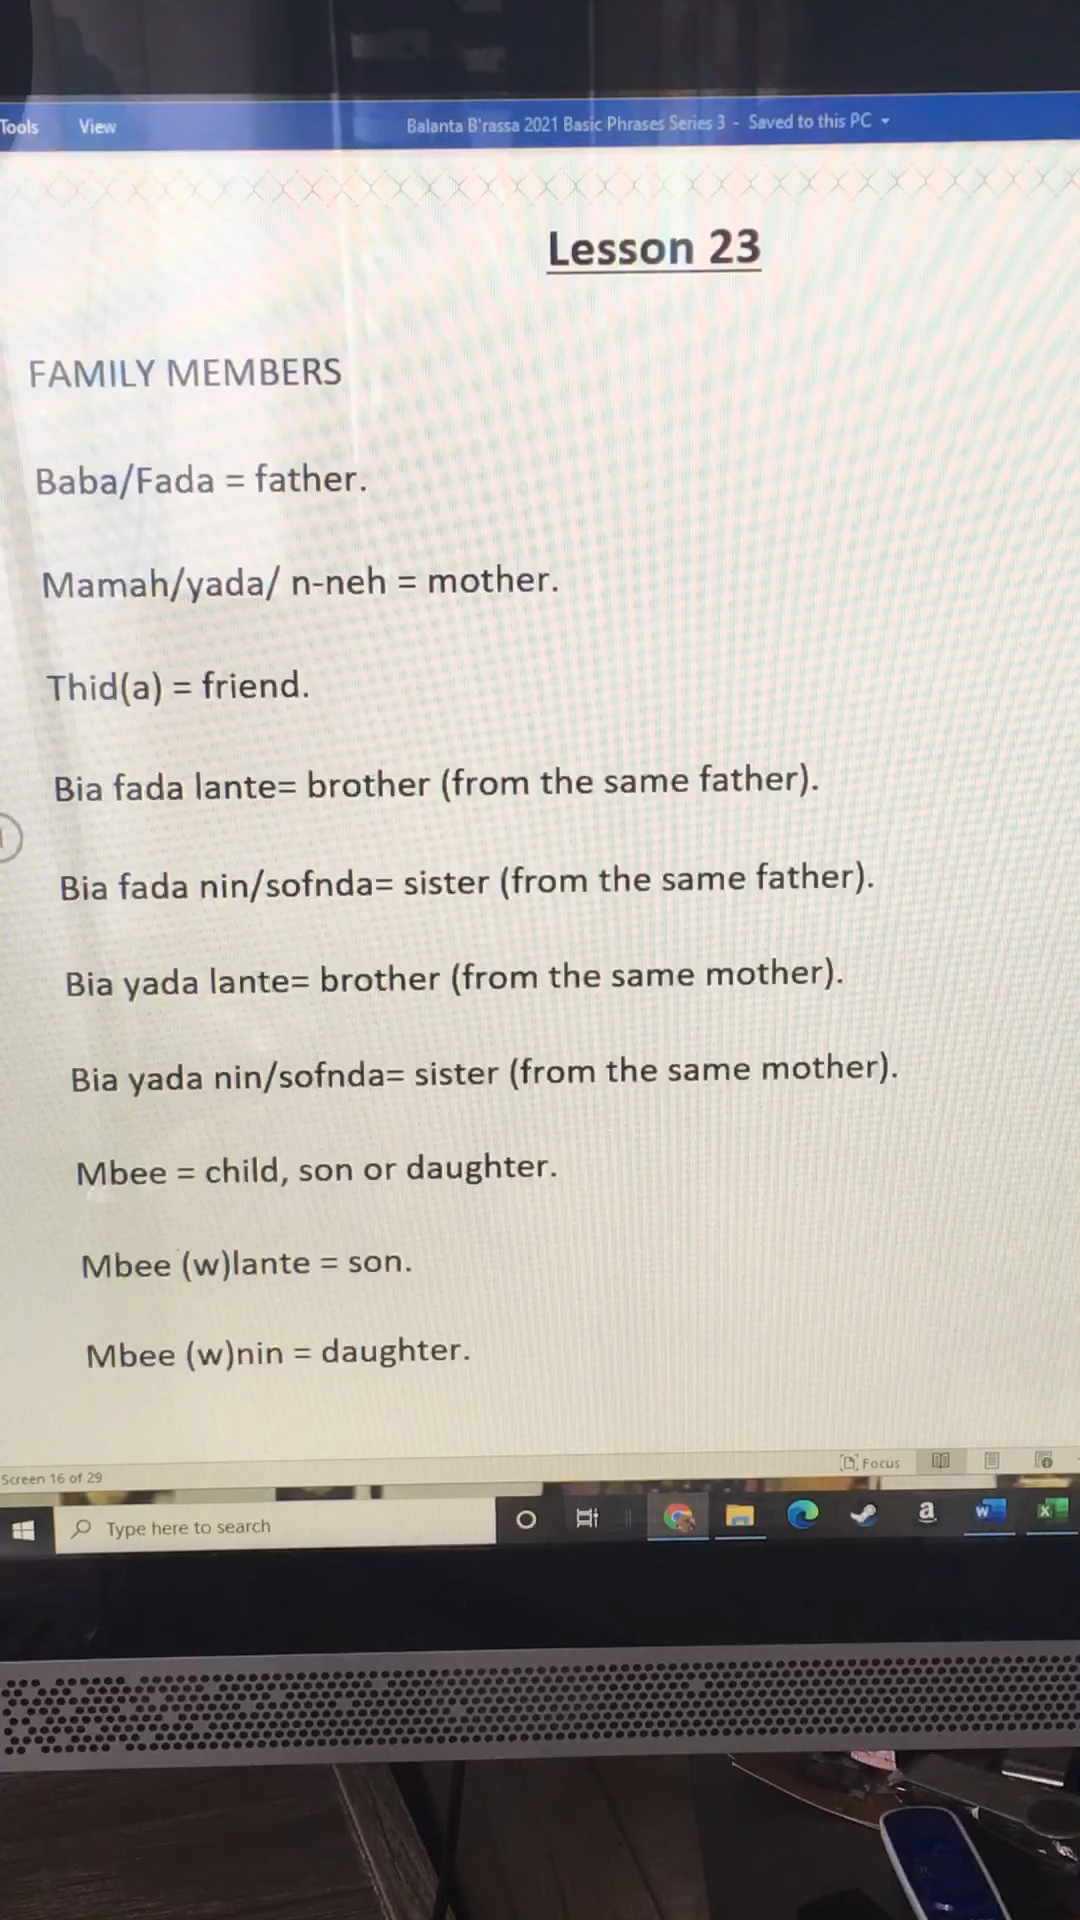 Tools View Balanta B'rassa 2021 Basic Phrases Series 3 - Saved to this PC
Lesson 23
FAMILY MEMBERS
Baba/Fada = father.
Mamah/yada/ n-neh = mother.
Thid(a) = friend.
Bia fada lante= brother (from the same father).
Bia fada nin/sofnda= sister (from the same father).
Bia yada lante= brother (from the same mother).
Bia yada nin/sofnda= sister (from the same mother).
Mbee = child, son or daughter.
Mbee (w)lante = son.
Mbee (w)nin = daughter.
Screen 16 of 29 Focus
Type here to search